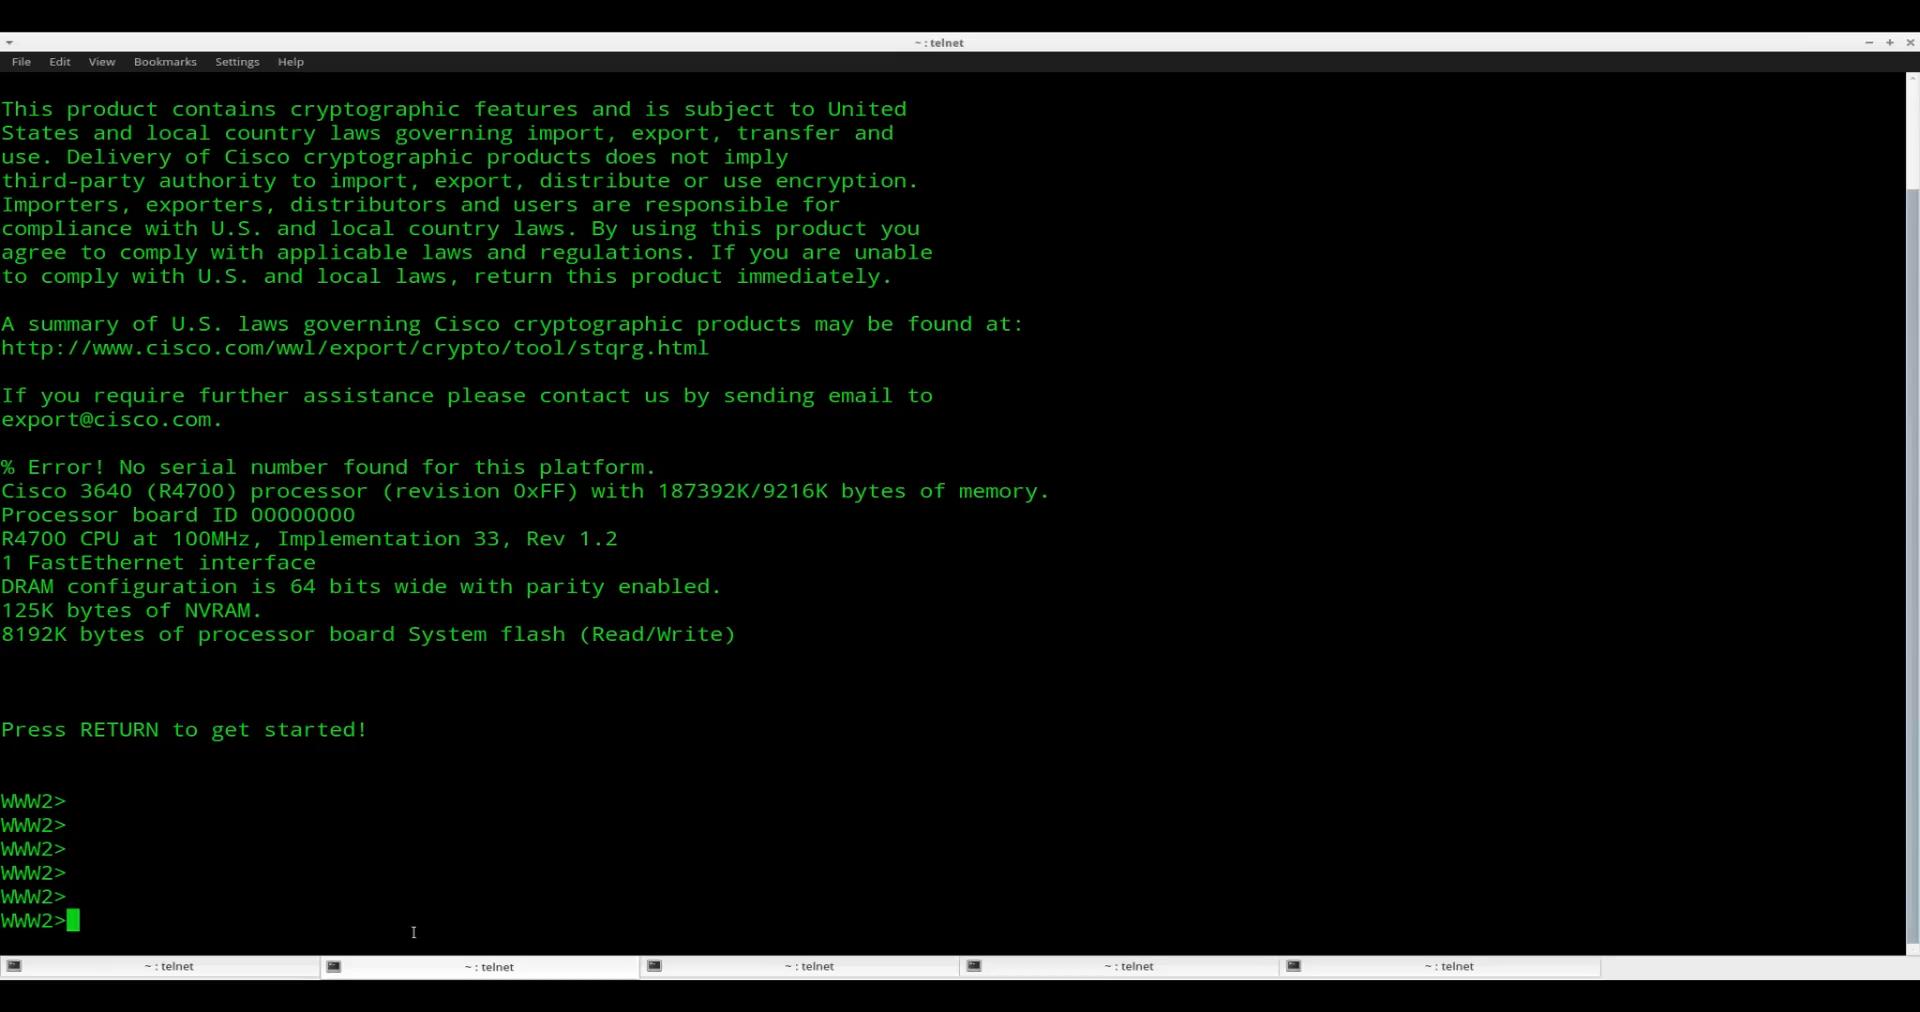 ~ : telnet
File Edit View Bookmarks Settings Help
This product contains cryptographic features and is subject to United
States and local country laws governing import, export, transfer and
use. Delivery of Cisco cryptographic products does not imply
third-party authority to import, export, distribute or use encryption.
Importers, exporters, distributors and users are responsible for
compliance with U.S. and local country laws. By using this product you
agree to comply with applicable laws and regulations. If you are unable
to comply with U.S. and local laws, return this product immediately.
A summary of U.S. laws governing Cisco cryptographic products may be found at:
http://www.cisco.com/wwl/export/crypto/tool/stqrg.html
If you require further assistance please contact us by sending email to
export@cisco.com.
% Error! No serial number found for this platform.
Cisco 3640 (R4700) processor (revision 0xFF) with 187392K/9216K bytes of memory.
Processor board ID 00000000
R4700 CPU at 100MHz, Implementation 33, Rev 1.2
1 FastEthernet interface
DRAM configuration is 64 bits wide with parity enabled.
125K bytes of NVRAM.
8192K bytes of processor board System flash (Read/Write)
Press RETURN to get started!
WWW2>
WWW2>
WWW2>
WWW2>
WWW2>
WWW2>
~ : telnet ~ : telnet ~ : telnet ~ : telnet ~ : telnet